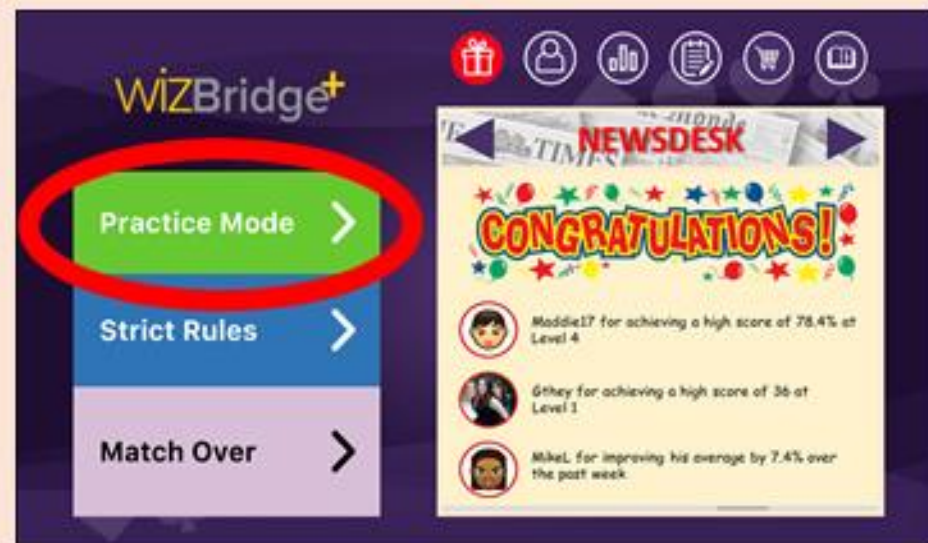 WiZBridge+
Practice Mode
Strict Rules
Match Over
TIMES
NEWSDESK
CONGRATULATIONS!
Maddie17 for achieving a high score of 78.4% at
Level 4
Gthey for achieving a high score of 36 at
Level 1
MikeL for improving his average by 7.4% over
the past week